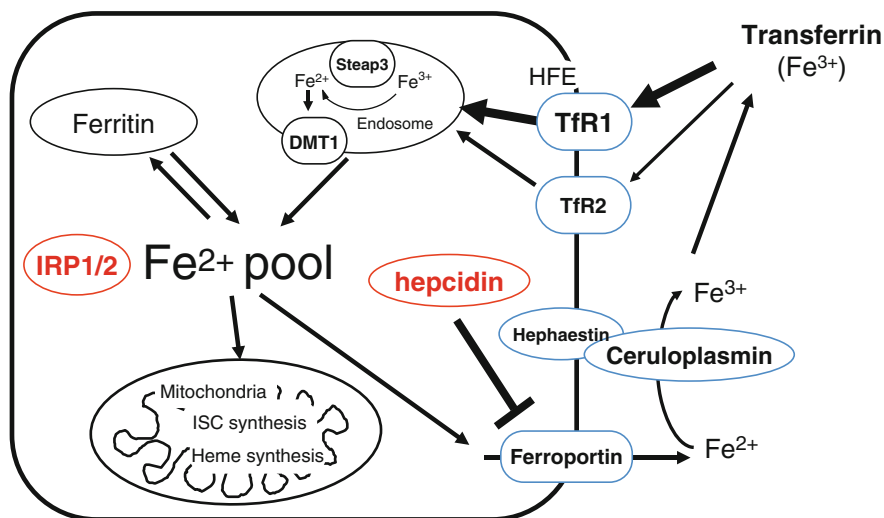 Transferrin
(Fe³⁺)
HFE
TfR1
TfR2
Steap3
Fe²⁺
Fe³⁺
Endosome
DMT1
Ferritin
IRP1/2
Fe²⁺ pool
hepcidin
Hephaestin
Ceruloplasmin
Fe³⁺
Fe²⁺
Ferroportin
Mitochondria
ISC synthesis
Heme synthesis